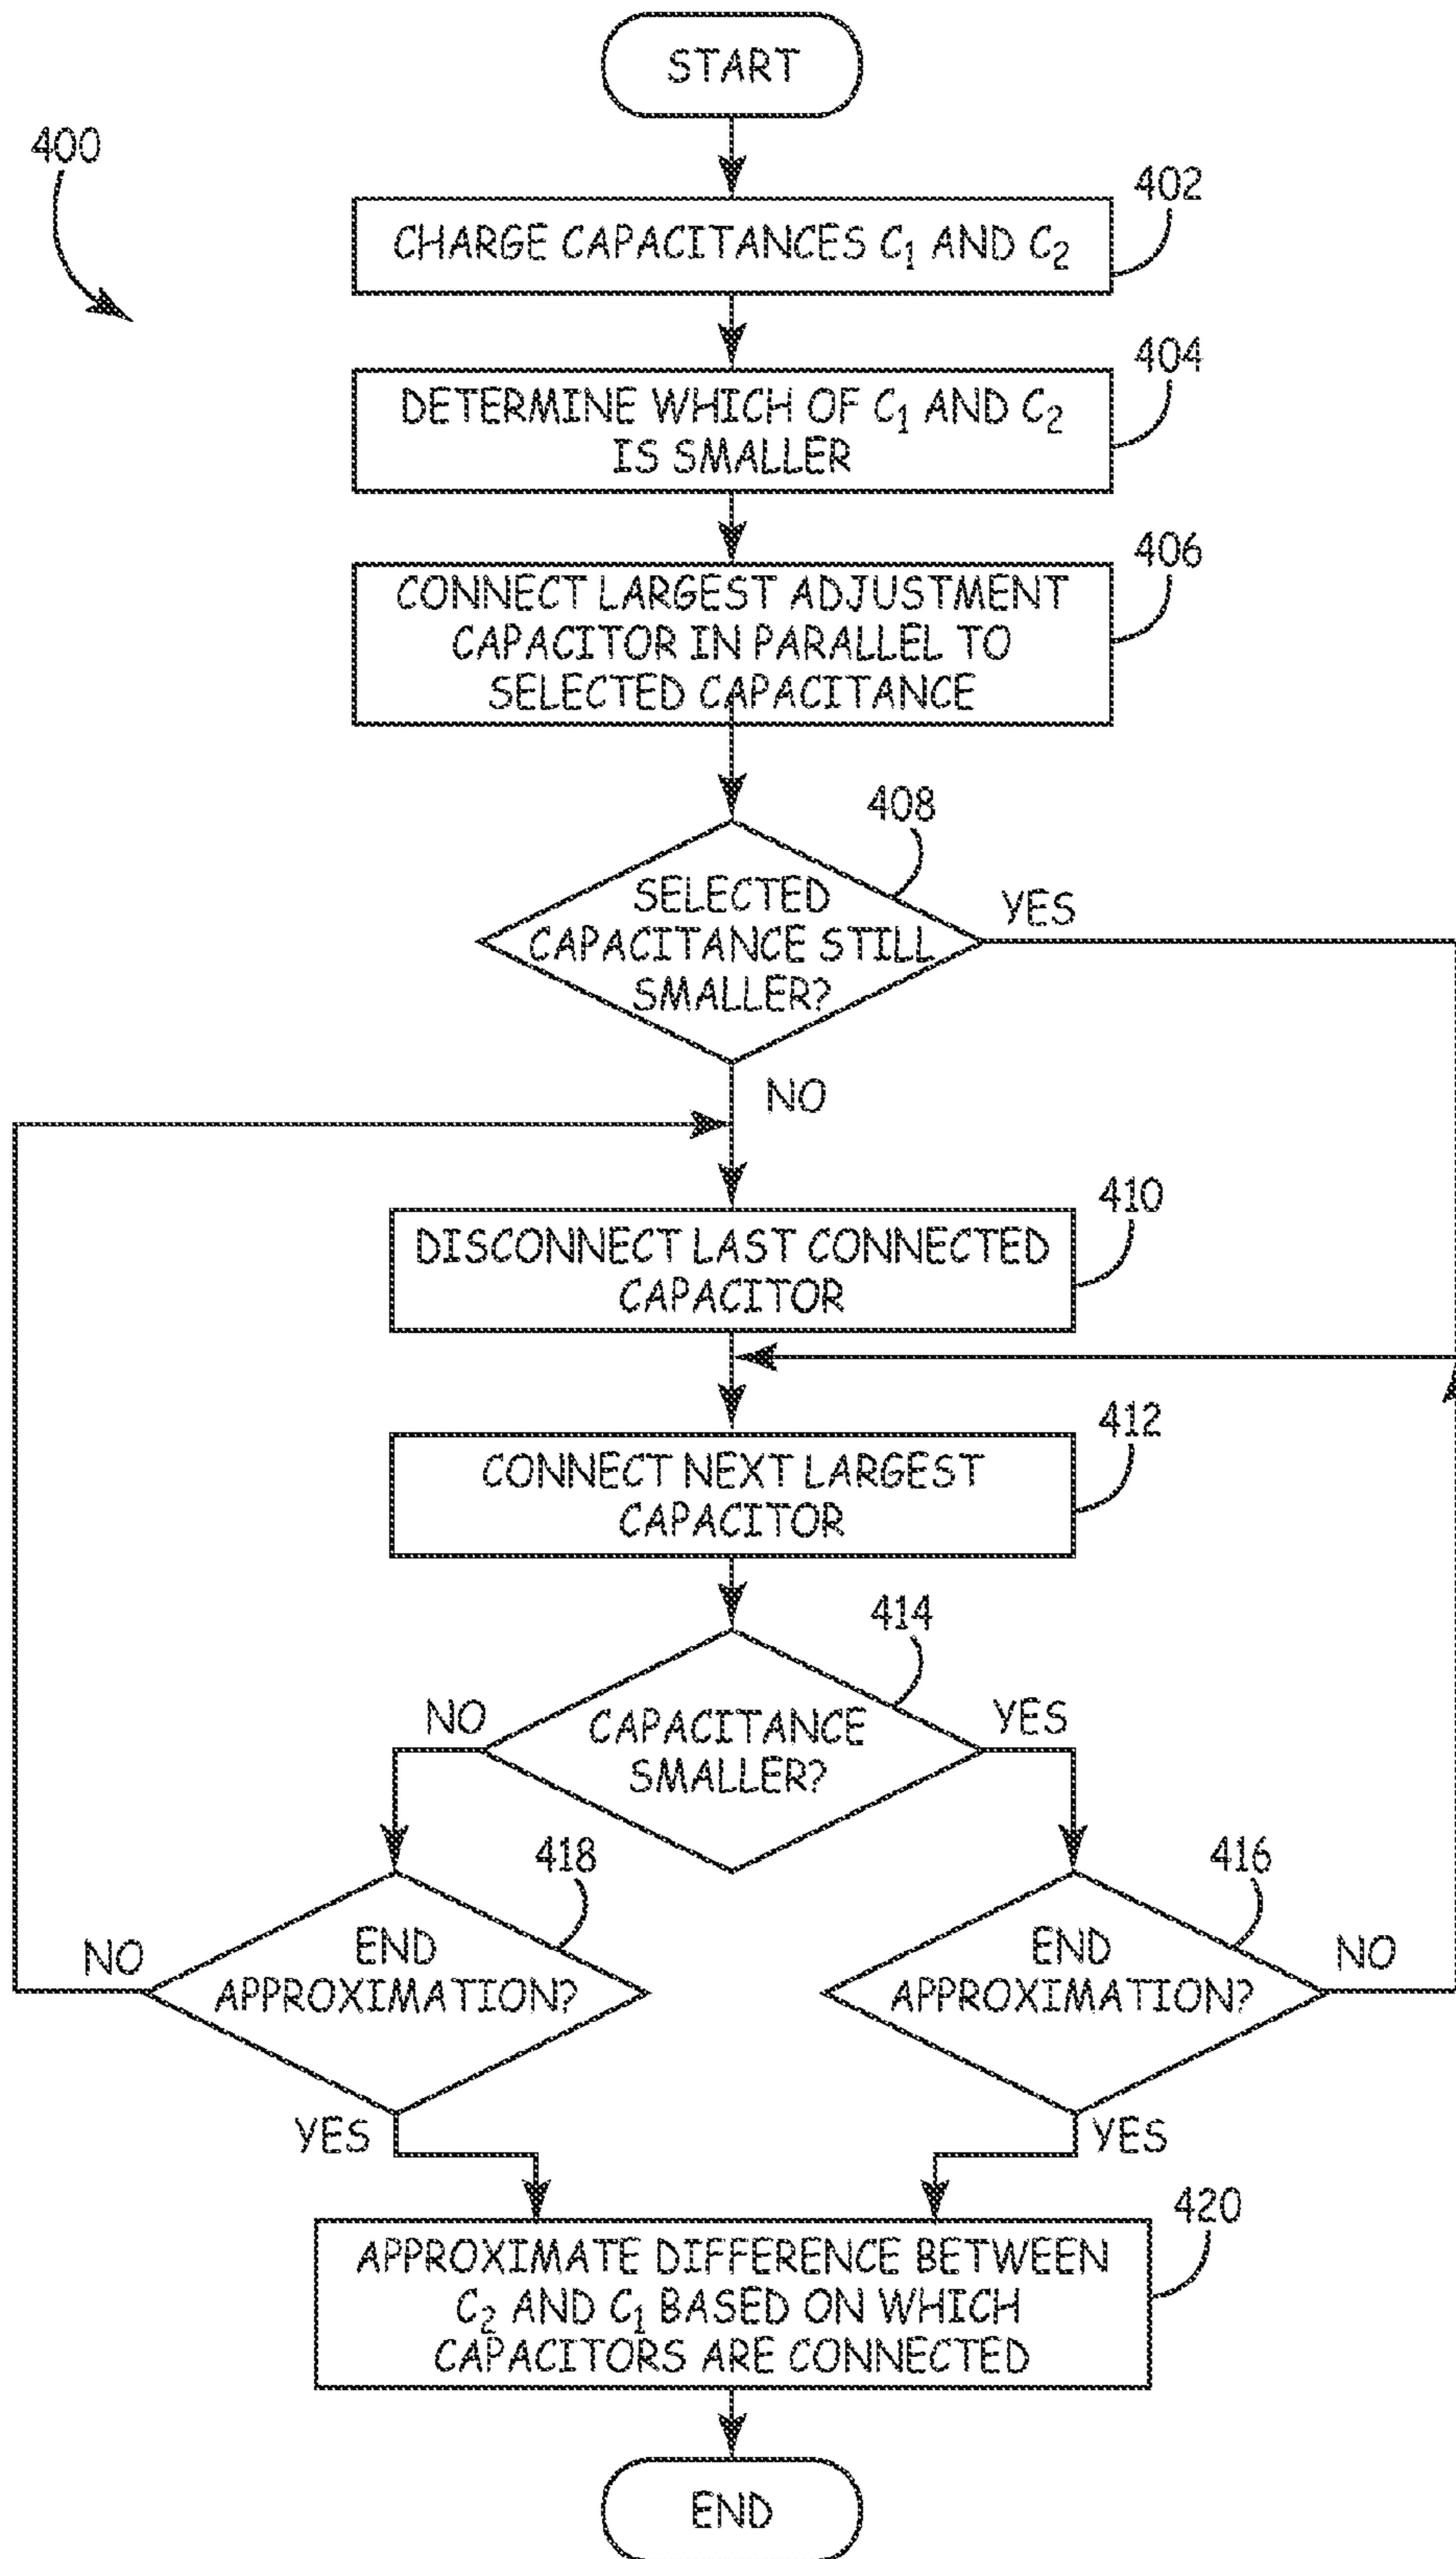 START
400
402
CHARGE CAPACITANCES C₁ AND C₂
404
DETERMINE WHICH OF C₁ AND C₂
IS SMALLER
406
CONNECT LARGEST ADJUSTMENT
CAPACITOR IN PARALLEL TO
SELECTED CAPACITANCE
408
SELECTED
CAPACITANCE STILL
SMALLER?
YES
NO
410
DISCONNECT LAST CONNECTED
CAPACITOR
412
CONNECT NEXT LARGEST
CAPACITOR
414
CAPACITANCE
SMALLER?
NO
YES
418
END
APPROXIMATION?
NO
YES
416
END
APPROXIMATION?
NO
YES
420
APPROXIMATE DIFFERENCE BETWEEN
C₂ AND C₁ BASED ON WHICH
CAPACITORS ARE CONNECTED
END